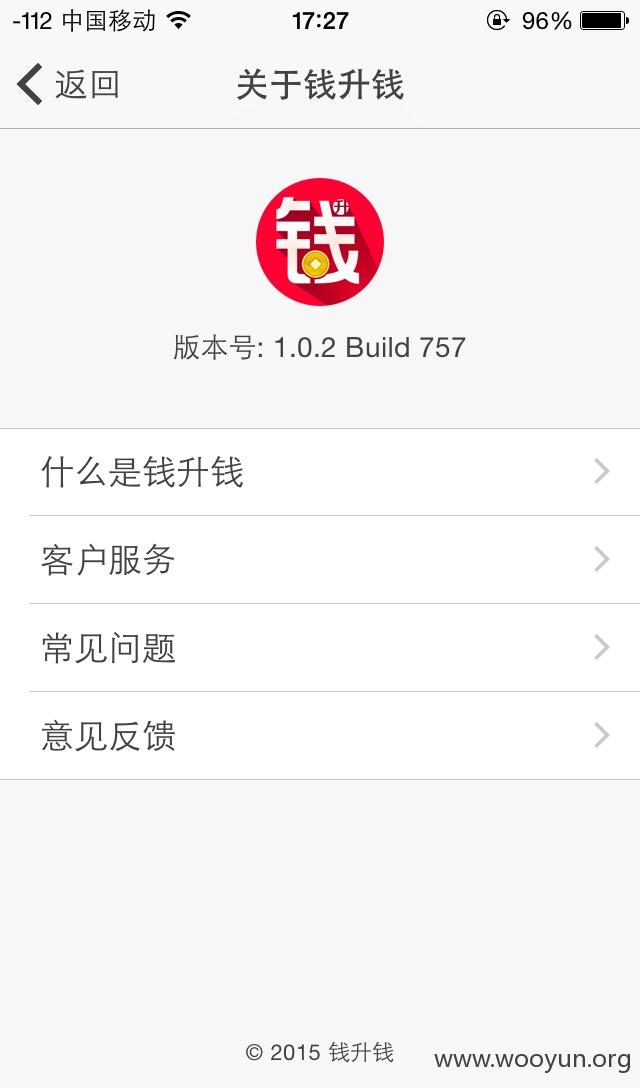 -112 中国移动 17:27 96%
返回 关于钱升钱
钱升
版本号: 1.0.2 Build 757
什么是钱升钱
客户服务
常见问题
意见反馈
© 2015 钱升钱
www.wooyun.org